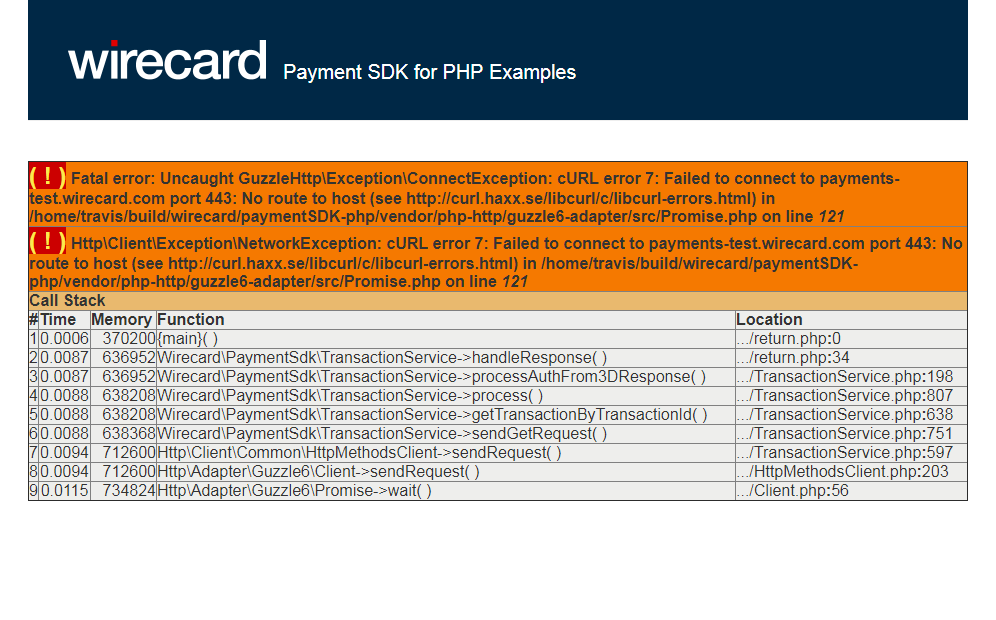 wirecard Payment SDK for PHP Examples
( ! ) Fatal error: Uncaught GuzzleHttp\Exception\ConnectException: cURL error 7: Failed to connect to payments-
test.wirecard.com port 443: No route to host (see http://curl.haxx.se/libcurl/c/libcurl-errors.html) in
/home/travis/build/wirecard/paymentSDK-php/vendor/php-http/guzzle6-adapter/src/Promise.php on line 121
( ! ) Http\Client\Exception\NetworkException: cURL error 7: Failed to connect to payments-test.wirecard.com port 443: No
route to host (see http://curl.haxx.se/libcurl/c/libcurl-errors.html) in /home/travis/build/wirecard/paymentSDK-
php/vendor/php-http/guzzle6-adapter/src/Promise.php on line 121
Call Stack
# Time Memory Function Location
1 0.0006 370200 {main}( ) .../return.php:0
2 0.0087 636952 Wirecard\PaymentSdk\TransactionService->handleResponse( ) .../return.php:34
3 0.0087 636952 Wirecard\PaymentSdk\TransactionService->processAuthFrom3DResponse( ) .../TransactionService.php:198
4 0.0088 638208 Wirecard\PaymentSdk\TransactionService->process( ) .../TransactionService.php:807
5 0.0088 638208 Wirecard\PaymentSdk\TransactionService->getTransactionByTransactionId( ) .../TransactionService.php:638
6 0.0088 638368 Wirecard\PaymentSdk\TransactionService->sendGetRequest( ) .../TransactionService.php:751
7 0.0094 712600 Http\Client\Common\HttpMethodsClient->sendRequest( ) .../TransactionService.php:597
8 0.0094 712600 Http\Adapter\Guzzle6\Client->sendRequest( ) .../HttpMethodsClient.php:203
9 0.0115 734824 Http\Adapter\Guzzle6\Promise->wait( ) .../Client.php:56